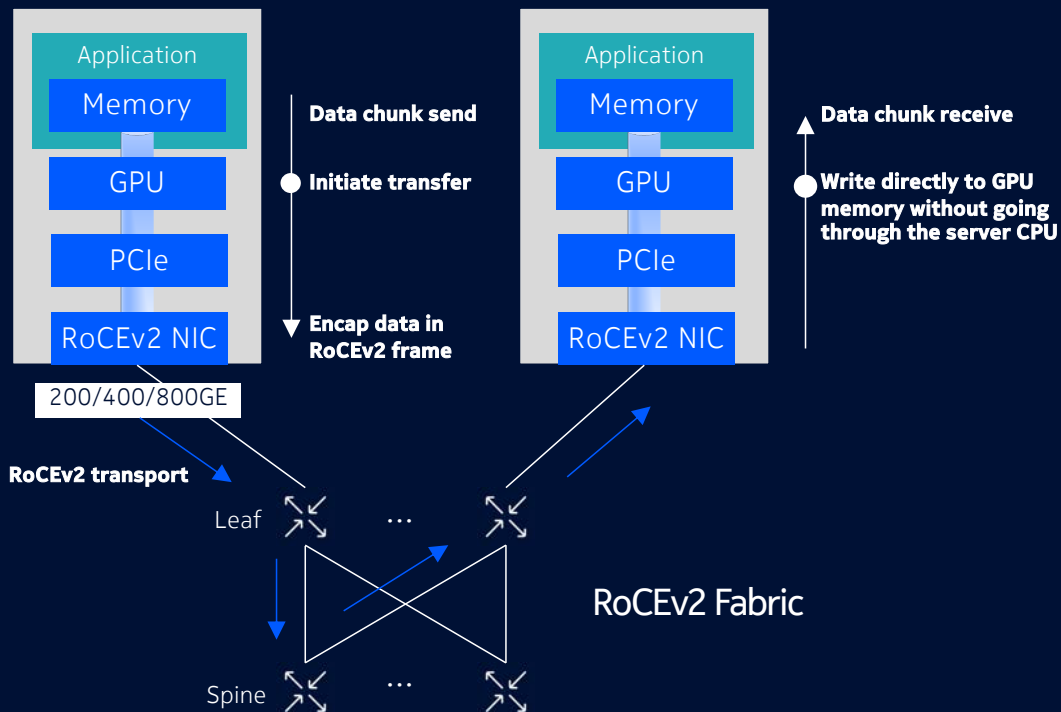 Application
Memory
GPU
PCIe
RoCEv2 NIC
200/400/800GE
Data chunk send
Initiate transfer
Encap data in
RoCEv2 frame
Application
Memory
GPU
PCIe
RoCEv2 NIC
Data chunk receive
Write directly to GPU
memory without going
through the server CPU
RoCEv2 transport
Leaf
...
RoCEv2 Fabric
Spine
...